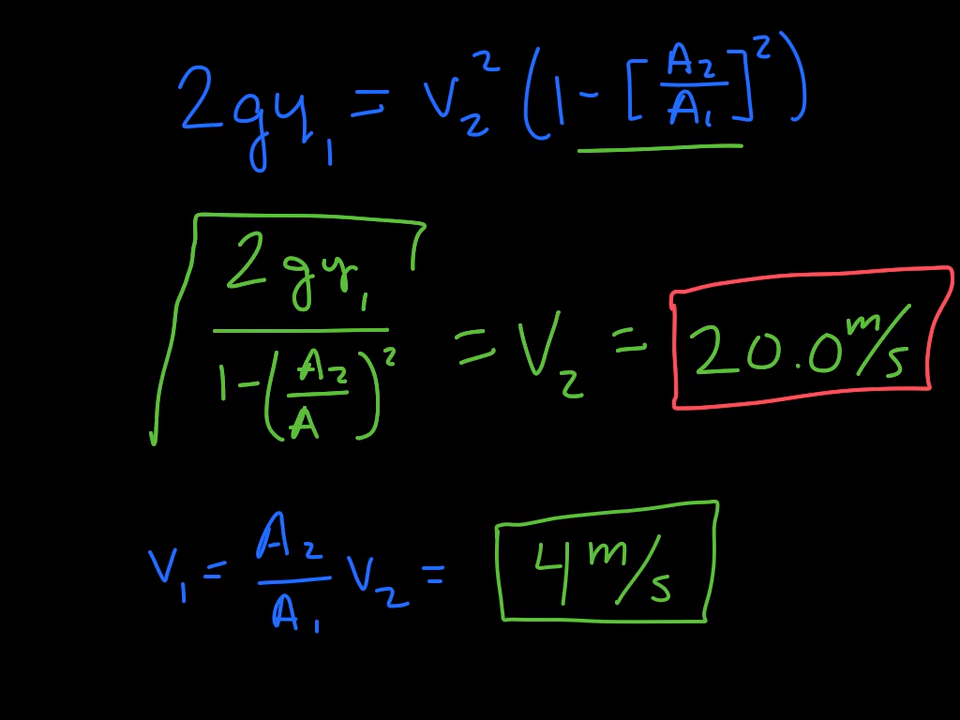 2gy₁ = v₂² (1 - [A₂/A₁]²)
√(2gy₁ / (1 - (A₂/A)²)) = V₂ = 20.0 m/s
V₁ = A₂/A₁ V₂ = 4 m/s